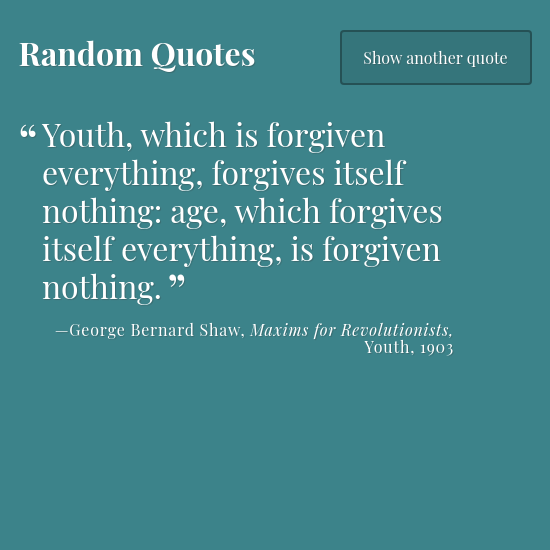 Random Quotes
Show another quote
“ Youth, which is forgiven
everything, forgives itself
nothing: age, which forgives
itself everything, is forgiven
nothing. ”
—George Bernard Shaw, Maxims for Revolutionists,
Youth, 1903